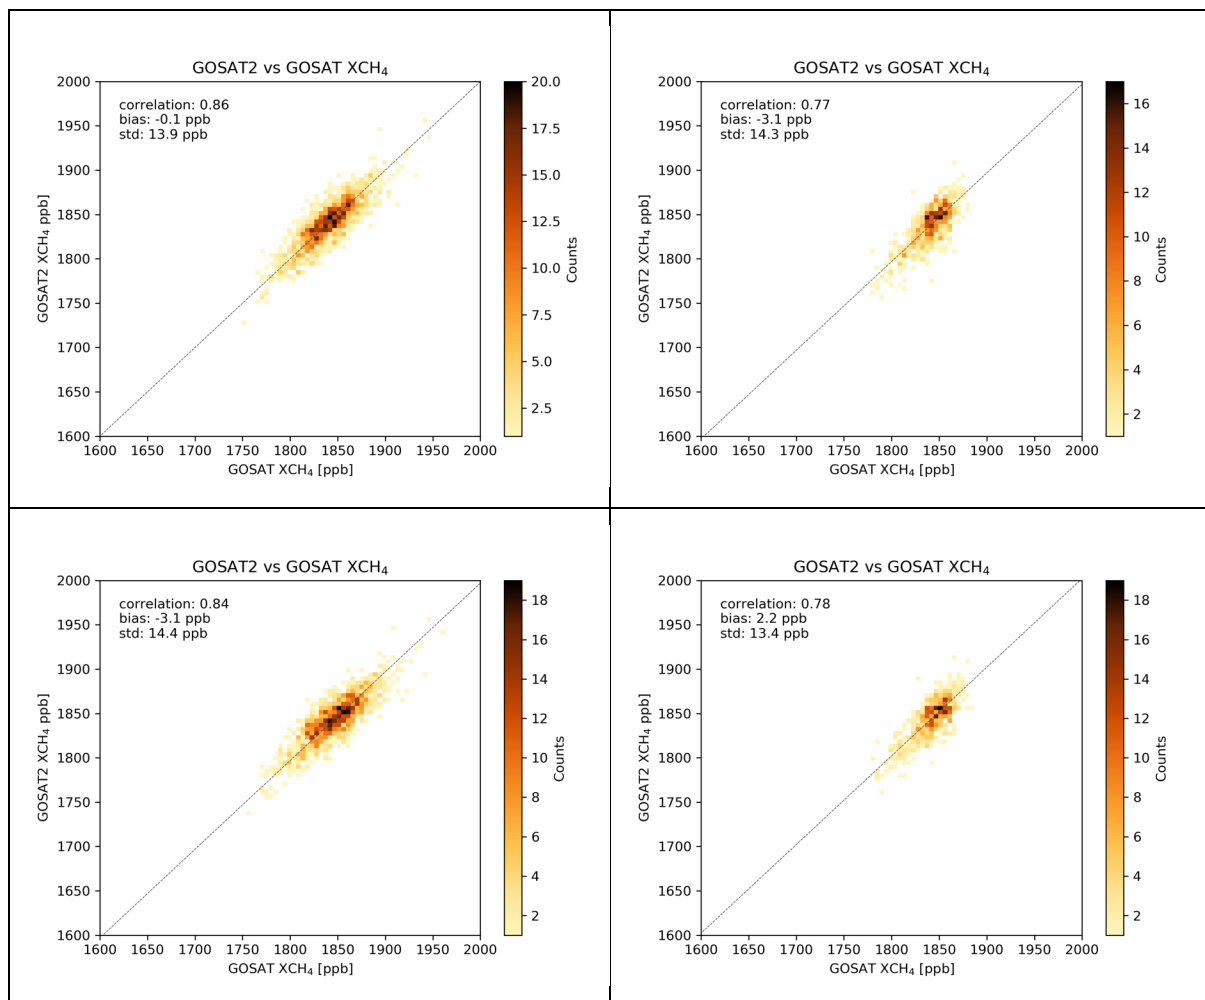 GOSAT2 vs GOSAT XCH₄
correlation: 0.86
bias: -0.1 ppb
std: 13.9 ppb
2000
1950
1900
1850
1800
1750
1700
1650
1600
GOSAT2 XCH₄ ppb]
1600 1650 1700 1750 1800 1850 1900 1950 2000
GOSAT XCH₄ [ppb]
20.0
17.5
15.0
12.5
10.0
7.5
5.0
2.5
Counts
GOSAT2 vs GOSAT XCH₄
correlation: 0.77
bias: -3.1 ppb
std: 14.3 ppb
2000
1950
1900
1850
1800
1750
1700
1650
1600
GOSAT2 XCH₄ ppb]
1600 1650 1700 1750 1800 1850 1900 1950 2000
GOSAT XCH₄ [ppb]
16
14
12
10
8
6
4
2
Counts
GOSAT2 vs GOSAT XCH₄
correlation: 0.84
bias: -3.1 ppb
std: 14.4 ppb
2000
1950
1900
1850
1800
1750
1700
1650
1600
GOSAT2 XCH₄ ppb]
1600 1650 1700 1750 1800 1850 1900 1950 2000
GOSAT XCH₄ [ppb]
18
16
14
12
10
8
6
4
2
Counts
GOSAT2 vs GOSAT XCH₄
correlation: 0.78
bias: 2.2 ppb
std: 13.4 ppb
2000
1950
1900
1850
1800
1750
1700
1650
1600
GOSAT2 XCH₄ ppb]
1600 1650 1700 1750 1800 1850 1900 1950 2000
GOSAT XCH₄ [ppb]
18
16
14
12
10
8
6
4
2
Counts